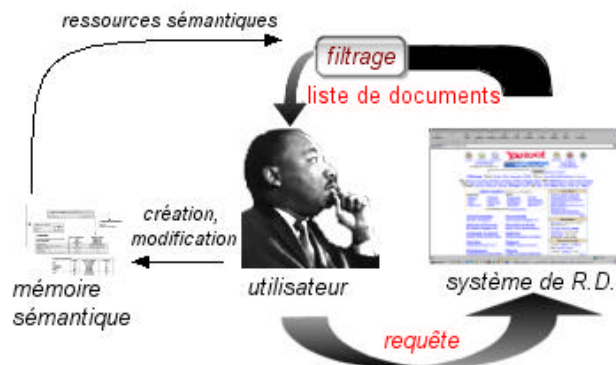 ressources sémantiques
filtrage
liste de documents
YAHOO!
création,
modification
mémoire
sémantique
utilisateur
système de R.D.
requête